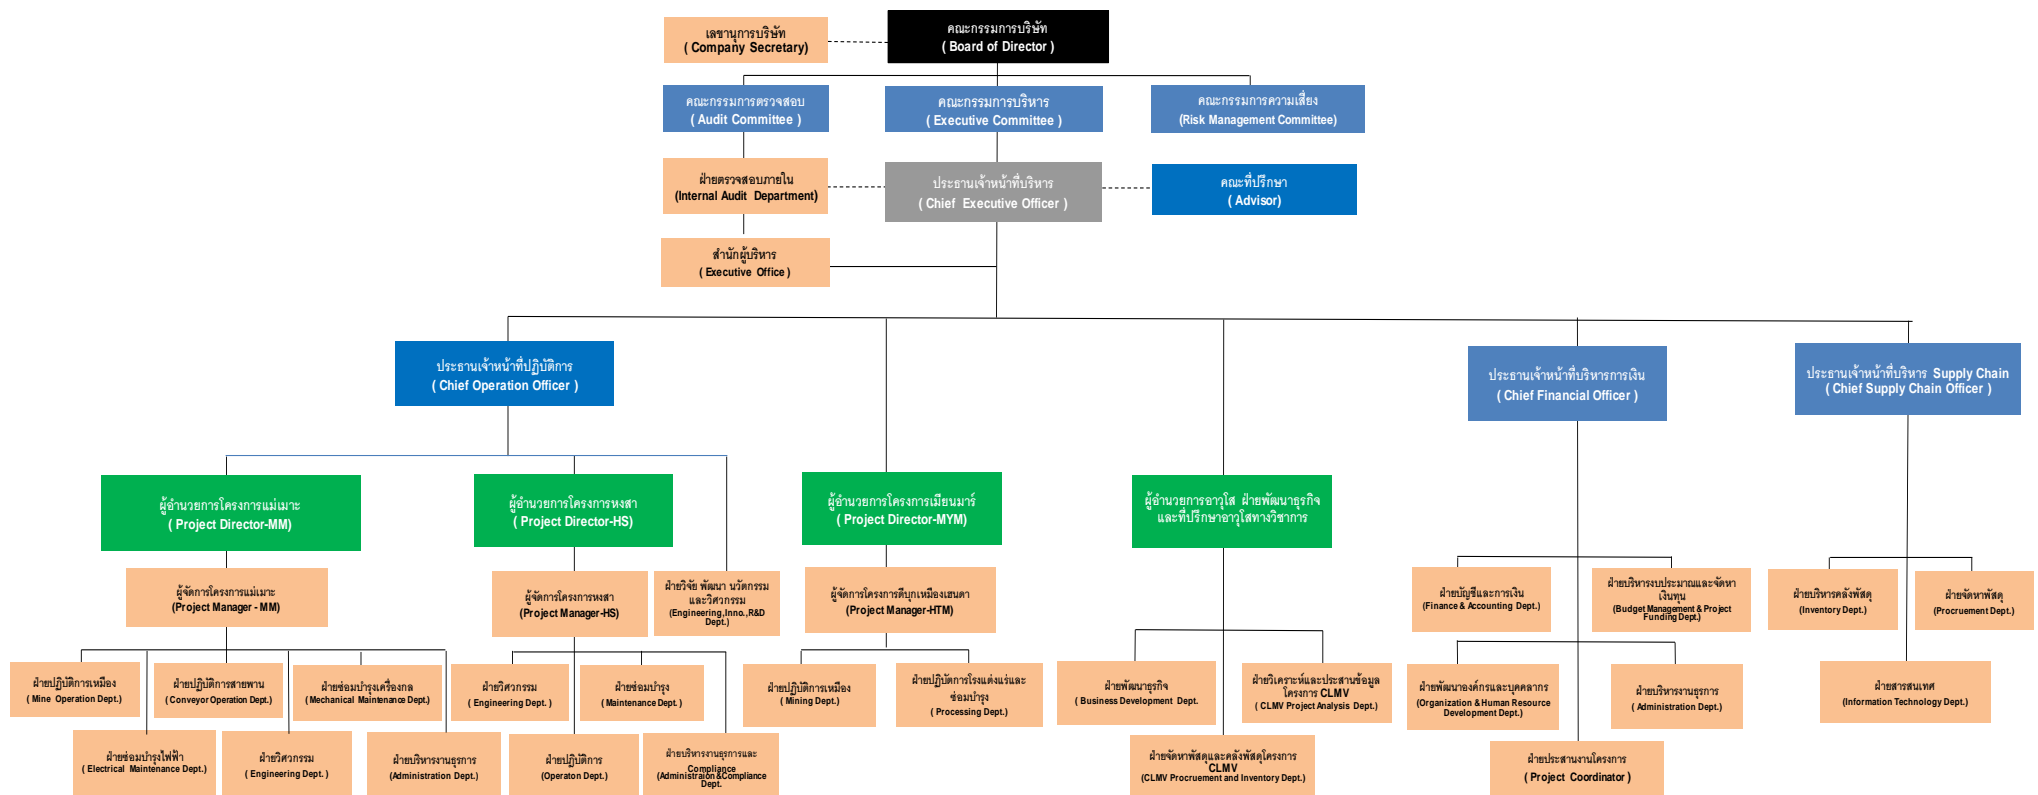 เลขานุการบริษัท
( Company Secretary)
คณะกรรมการบริษัท
( Board of Director )
คณะกรรมการตรวจสอบ
( Audit Committee )
คณะกรรมการบริหาร
( Executive Committee )
คณะกรรมการความเสี่ยง
(Risk Management Committee)
ฝ่ายตรวจสอบภายใน
(Internal Audit Department)
ประธานเจ้าหน้าที่บริหาร
( Chief Executive Officer )
คณะที่ปรึกษา
( Advisor)
สำนักผู้บริหาร
( Executive Office )
ประธานเจ้าหน้าที่ปฏิบัติการ
( Chief Operation Officer )
ประธานเจ้าหน้าที่บริหารการเงิน
( Chief Financial Officer )
ประธานเจ้าหน้าที่บริหาร Supply Chain
( Chief Supply Chain Officer )
ผู้อำนวยการโครงการแม่เมาะ
( Project Director-MM)
ผู้อำนวยการโครงการหงสา
( Project Director-HS)
ผู้อำนวยการโครงการเมียนมาร์
( Project Director-MYM)
ผู้อำนวยการอาวุโส ฝ่ายพัฒนาธุรกิจ
และที่ปรึกษาอาวุโสทางวิชาการ
ผู้จัดการโครงการแม่เมาะ
(Project Manager - MM)
ผู้จัดการโครงการหงสา
(Project Manager-HS)
ฝ่ายวิจัย พัฒนา นวัตกรรม
และวิศวกรรม
(Engineering,Inno.,R&D
Dept.)
ผู้จัดการโครงการดีบุกเหมืองเฮนดา
(Project Manager-HTM)
ฝ่ายบัญชีและการเงิน
(Finance & Accounting Dept.)
ฝ่ายบริหารงบประมาณและจัดหา
เงินทุน
(Budget Management & Project
Funding Dept.)
ฝ่ายบริหารคลังพัสดุ
(Inventory Dept.)
ฝ่ายจัดหาพัสดุ
(Procruement Dept.)
ฝ่ายปฏิบัติการเหมือง
( Mine Operation Dept.)
ฝ่ายปฏิบัติการสายพาน
( Conveyor Operation Dept.)
ฝ่ายซ่อมบำรุงเครื่องกล
( Mechanical Maintenance Dept.)
ฝ่ายวิศวกรรม
( Engineering Dept. )
ฝ่ายซ่อมบำรุง
( Maintenance Dept. )
ฝ่ายปฏิบัติการเหมือง
( Mining Dept.)
ฝ่ายปฏิบัติการโรงแต่งแร่และ
ซ่อมบำรุง
( Processing Dept.)
ฝ่ายพัฒนาธุรกิจ
( Business Development Dept.
ฝ่ายวิเคราะห์และประสานข้อมูล
โครงการ CLMV
( CLMV Project Analysis Dept.)
ฝ่ายพัฒนาองค์กรและบุคคลากร
(Organization & Human Resource
Development Dept.)
ฝ่ายบริหารงานธุรการ
( Administration Dept.)
ฝ่ายสารสนเทศ
(Information Technology Dept.)
ฝ่ายซ่อมบำรุงไฟฟ้า
( Electrical Maintenance Dept.)
ฝ่ายวิศวกรรม
( Engineering Dept. )
ฝ่ายบริหารงานธุรการ
(Administration Dept.)
ฝ่ายปฏิบัติการ
(Operaton Dept.)
ฝ่ายบริหารงานธุรการและ
Compliance
(Administraion&Compliance
Dept.
ฝ่ายจัดหาพัสดุและคลังพัสดุโครงการ
CLMV
(CLMV Procruement and Inventory Dept.)
ฝ่ายประสานงานโครงการ
( Project Coordinator )